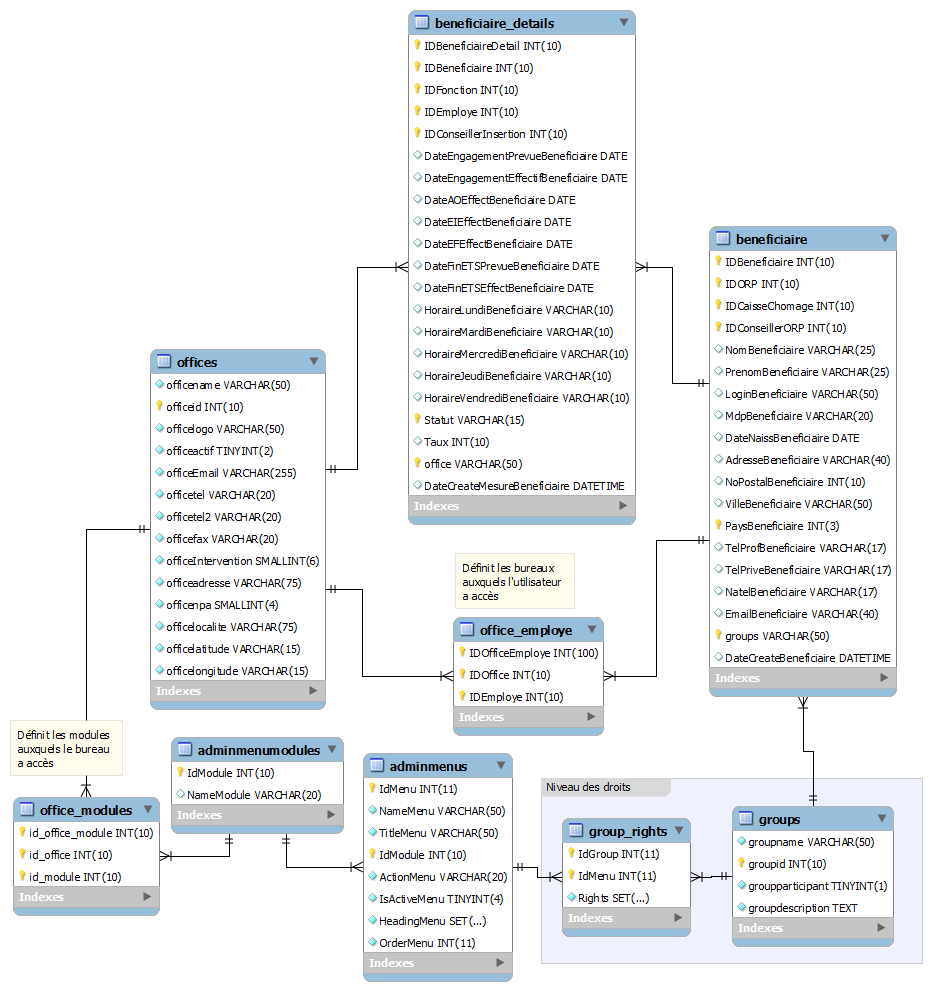 beneficiaire_details
IDBeneficiaireDetail INT(10)
IDBeneficiaire INT(10)
IDFonction INT(10)
IDEmploye INT(10)
IDConseillerInsertion INT(10)
DateEngagementPrevueBeneficiaire DATE
DateEngagementEffectifBeneficiaire DATE
DateAOEffectBeneficiaire DATE
DateEIEffectBeneficiaire DATE
DateEFEffectBeneficiaire DATE
DateFinETSPrevueBeneficiaire DATE
DateFinETSEffectBeneficiaire DATE
HoraireLundiBeneficiaire VARCHAR(10)
HoraireMardiBeneficiaire VARCHAR(10)
HoraireMercrediBeneficiaire VARCHAR(10)
HoraireJeudiBeneficiaire VARCHAR(10)
HoraireVendrediBeneficiaire VARCHAR(10)
Statut VARCHAR(15)
Taux INT(10)
office VARCHAR(50)
DateCreateMesureBeneficiaire DATETIME
Indexes
beneficiaire
IDBeneficiaire INT(10)
IDORP INT(10)
IDCaisseChomage INT(10)
IDConseillerORP INT(10)
NomBeneficiaire VARCHAR(25)
PrenomBeneficiaire VARCHAR(25)
LoginBeneficiaire VARCHAR(50)
MdpBeneficiaire VARCHAR(20)
DateNaissBeneficiaire DATE
AdresseBeneficiaire VARCHAR(40)
NoPostalBeneficiaire INT(10)
VilleBeneficiaire VARCHAR(50)
PaysBeneficiaire INT(3)
TelProfBeneficiaire VARCHAR(17)
TelPriveBeneficiaire VARCHAR(17)
NatelBeneficiaire VARCHAR(17)
EmailBeneficiaire VARCHAR(40)
groups VARCHAR(50)
DateCreateBeneficiaire DATETIME
Indexes
offices
officename VARCHAR(50)
officeid INT(10)
officelogo VARCHAR(50)
officeactif TINYINT(2)
officeEmail VARCHAR(255)
officetel VARCHAR(20)
officetel2 VARCHAR(20)
officefax VARCHAR(20)
officeIntervention SMALLINT(6)
officeadresse VARCHAR(75)
officenpa SMALLINT(4)
officelocalite VARCHAR(75)
officelatitude VARCHAR(15)
officelongitude VARCHAR(15)
Indexes
Définit les bureaux
auxquels l'utilisateur
a accès
office_employe
IDOfficeEmploye INT(100)
IDOffice INT(10)
IDEmploye INT(10)
Indexes
Définit les modules
auxquels le bureau
a accès
office_modules
id_office_module INT(10)
id_office INT(10)
id_module INT(10)
Indexes
adminmenumodules
IdModule INT(10)
NameModule VARCHAR(20)
Indexes
adminmenus
IdMenu INT(11)
NameMenu VARCHAR(50)
TitleMenu VARCHAR(50)
IdModule INT(10)
ActionMenu VARCHAR(20)
IsActiveMenu TINYINT(4)
HeadingMenu SET(...)
OrderMenu INT(11)
Indexes
Niveau des droits
group_rights
IdGroup INT(11)
IdMenu INT(11)
Rights SET(...)
Indexes
groups
groupname VARCHAR(50)
groupid INT(10)
groupparticipant TINYINT(1)
groupdescription TEXT
Indexes